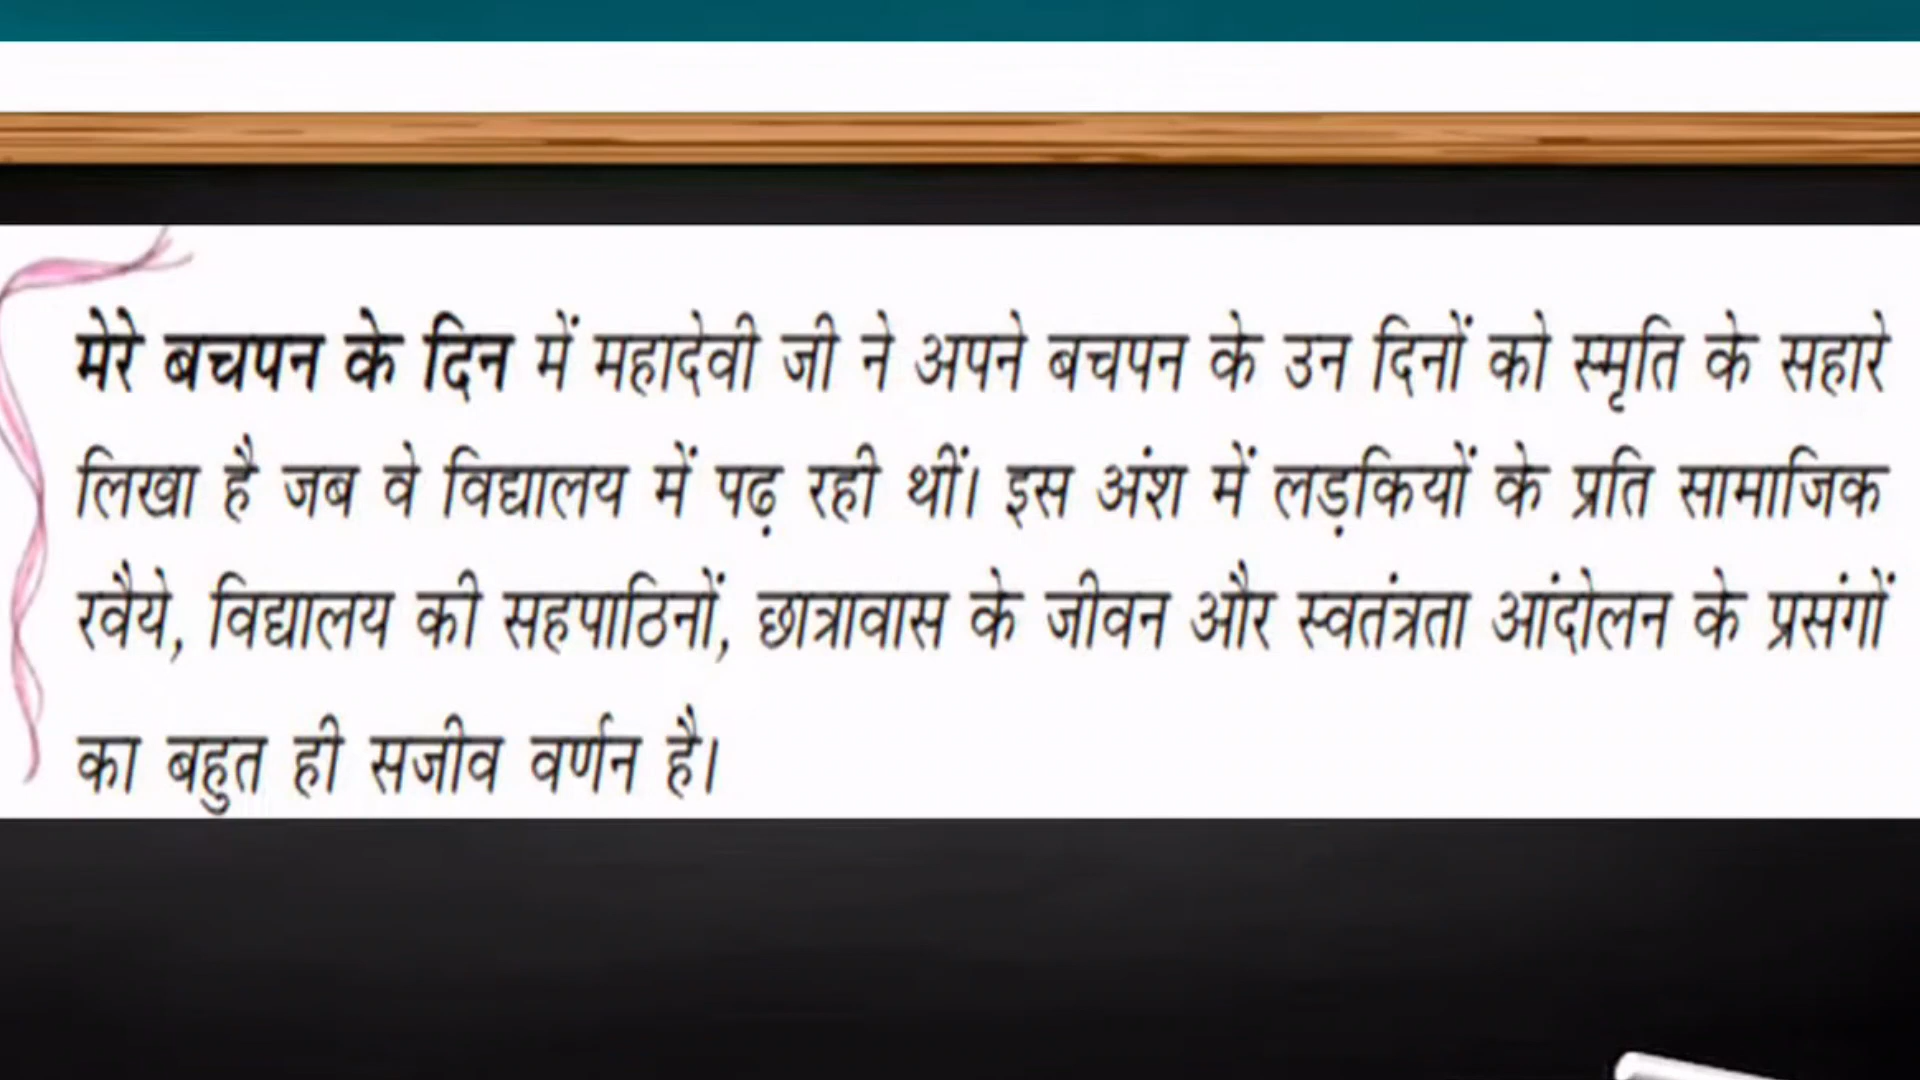 मेरे बचपन के दिन में महादेवी जी ने अपने बचपन के उन दिनों को स्मृति के सहारे
लिखा है जब वे विद्यालय में पढ़ रही थीं। इस अंश में लड़कियों के प्रति सामाजिक
रवैये, विद्यालय की सहपाठिनों, छात्रावास के जीवन और स्वतंत्रता आंदोलन के प्रसंगों
का बहुत ही सजीव वर्णन है।